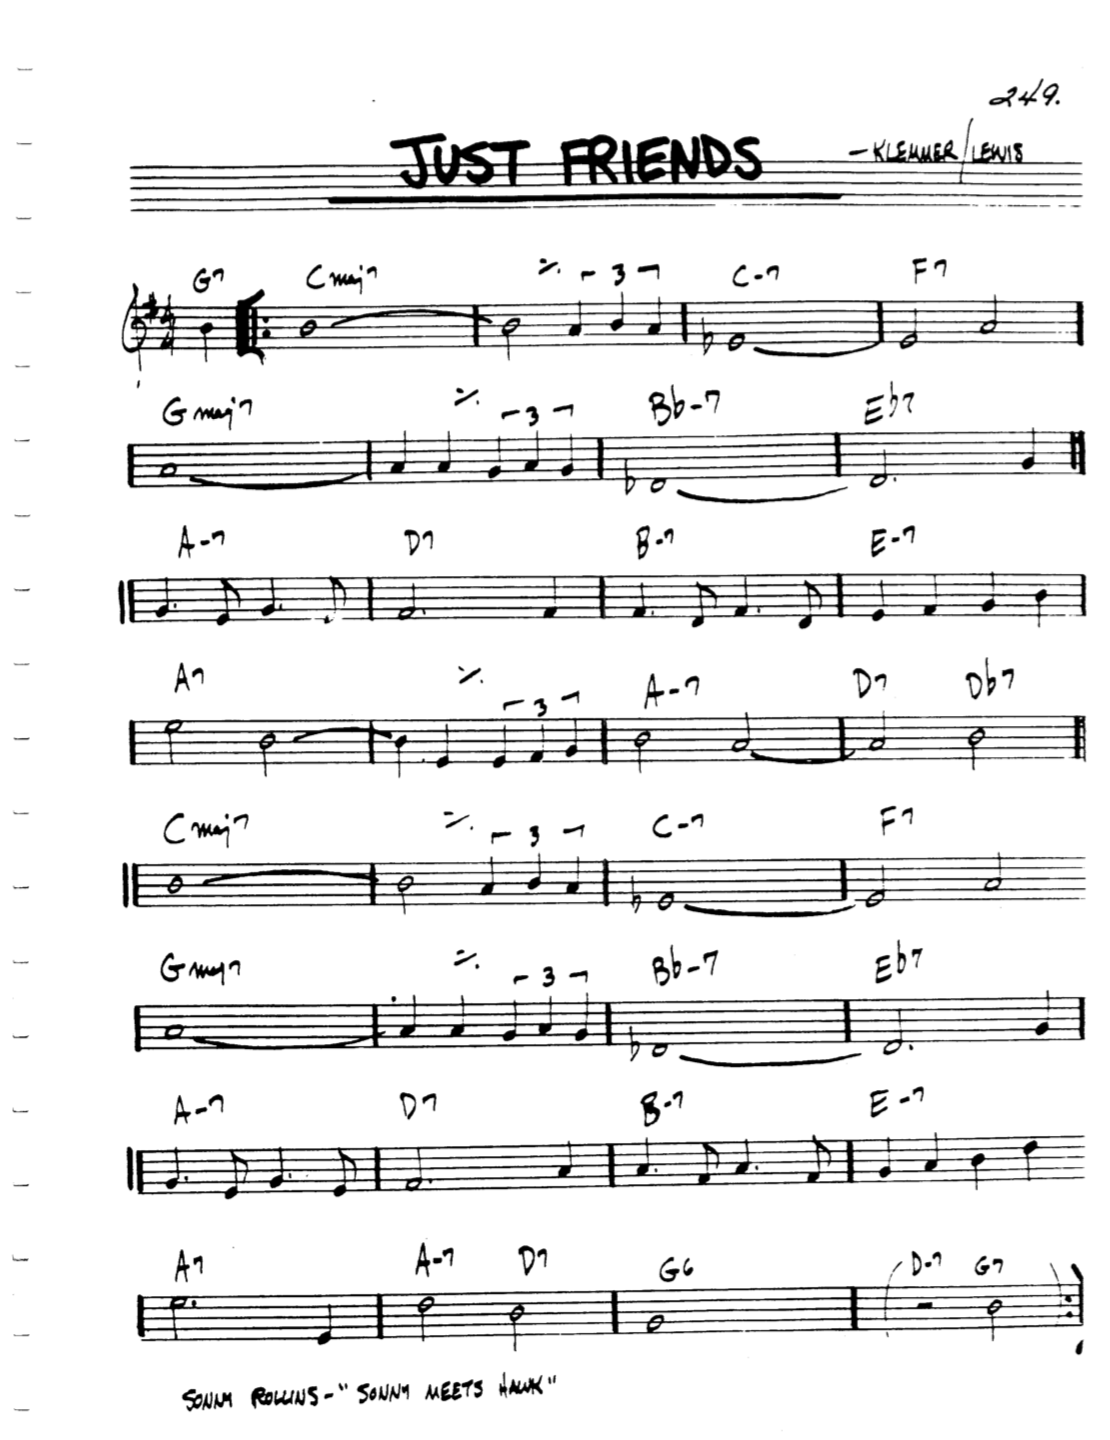 249.
JUST FRIENDS
- KLEMMER/LEWIS
G7 Cmaj7 ٪. 3 C-7 F7
4
4
Gmaj7 ٪. 3 Bb-7 Eb7
A-7 D7 B-7 E-7
A7 ٪. 3 A-7 D7 Db7
Cmaj7 ٪. 3 C-7 F7
Gmaj7 ٪. 3 Bb-7 Eb7
A-7 D7 B-7 E-7
A7 A-7 D7 G6 (D-7 G7)
SONNY ROLLINS - "SONNY MEETS HAWK"